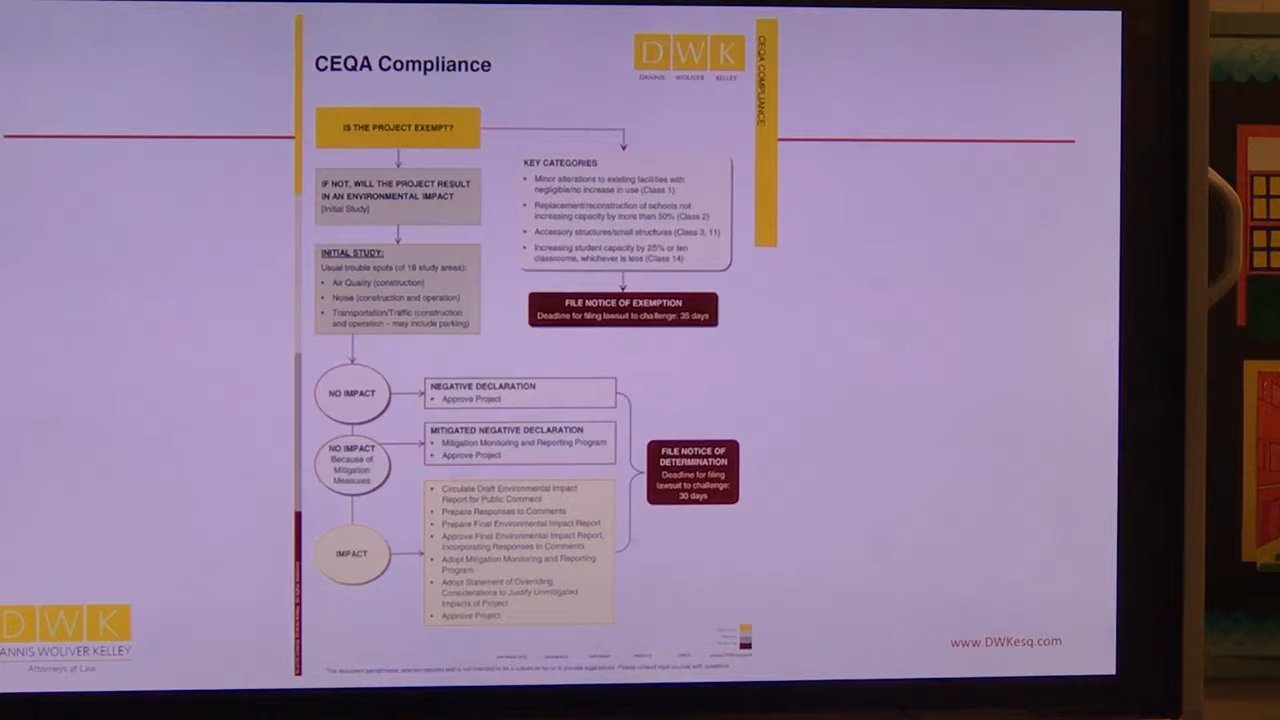 CEQA Compliance
D W K
DANNIS WOLIVER KELLEY
CEQA COMPLIANCE
IS THE PROJECT EXEMPT?
IF NOT, WILL THE PROJECT RESULT
IN AN ENVIRONMENTAL IMPACT
[Initial Study]
INITIAL STUDY:
Usual trouble spots (of 18 study areas):
• Air Quality (construction)
• Noise (construction and operation)
• Transportation/Traffic (construction
and operation – may include parking)
KEY CATEGORIES
• Minor alterations to existing facilities with
negligible/no increase in use (Class 1)
• Replacement/reconstruction of schools not
increasing capacity by more than 50% (Class 2)
• Accessory structures/small structures (Class 3, 11)
• Increasing student capacity by 25% or ten
classrooms, whichever is less (Class 14)
FILE NOTICE OF EXEMPTION
Deadline for filing lawsuit to challenge: 35 days
NO IMPACT
NEGATIVE DECLARATION
• Approve Project
NO IMPACT
Because of
Mitigation
Measures
MITIGATED NEGATIVE DECLARATION
• Mitigation Monitoring and Reporting Program
• Approve Project
IMPACT
• Circulate Draft Environmental Impact
Report for Public Comment
• Prepare Responses to Comments
• Prepare Final Environmental Impact Report
• Approve Final Environmental Impact Report,
Incorporating Responses in Comments
• Adopt Mitigation Monitoring and Reporting
Program
• Adopt Statement of Overriding
Considerations to Justify Unmitigated
Impacts of Project
• Approve Project
FILE NOTICE OF
DETERMINATION
Deadline for filing
lawsuit to challenge:
30 days
D W K
ANNIS WOLIVER KELLEY
Attorneys at Law
www.DWKesq.com